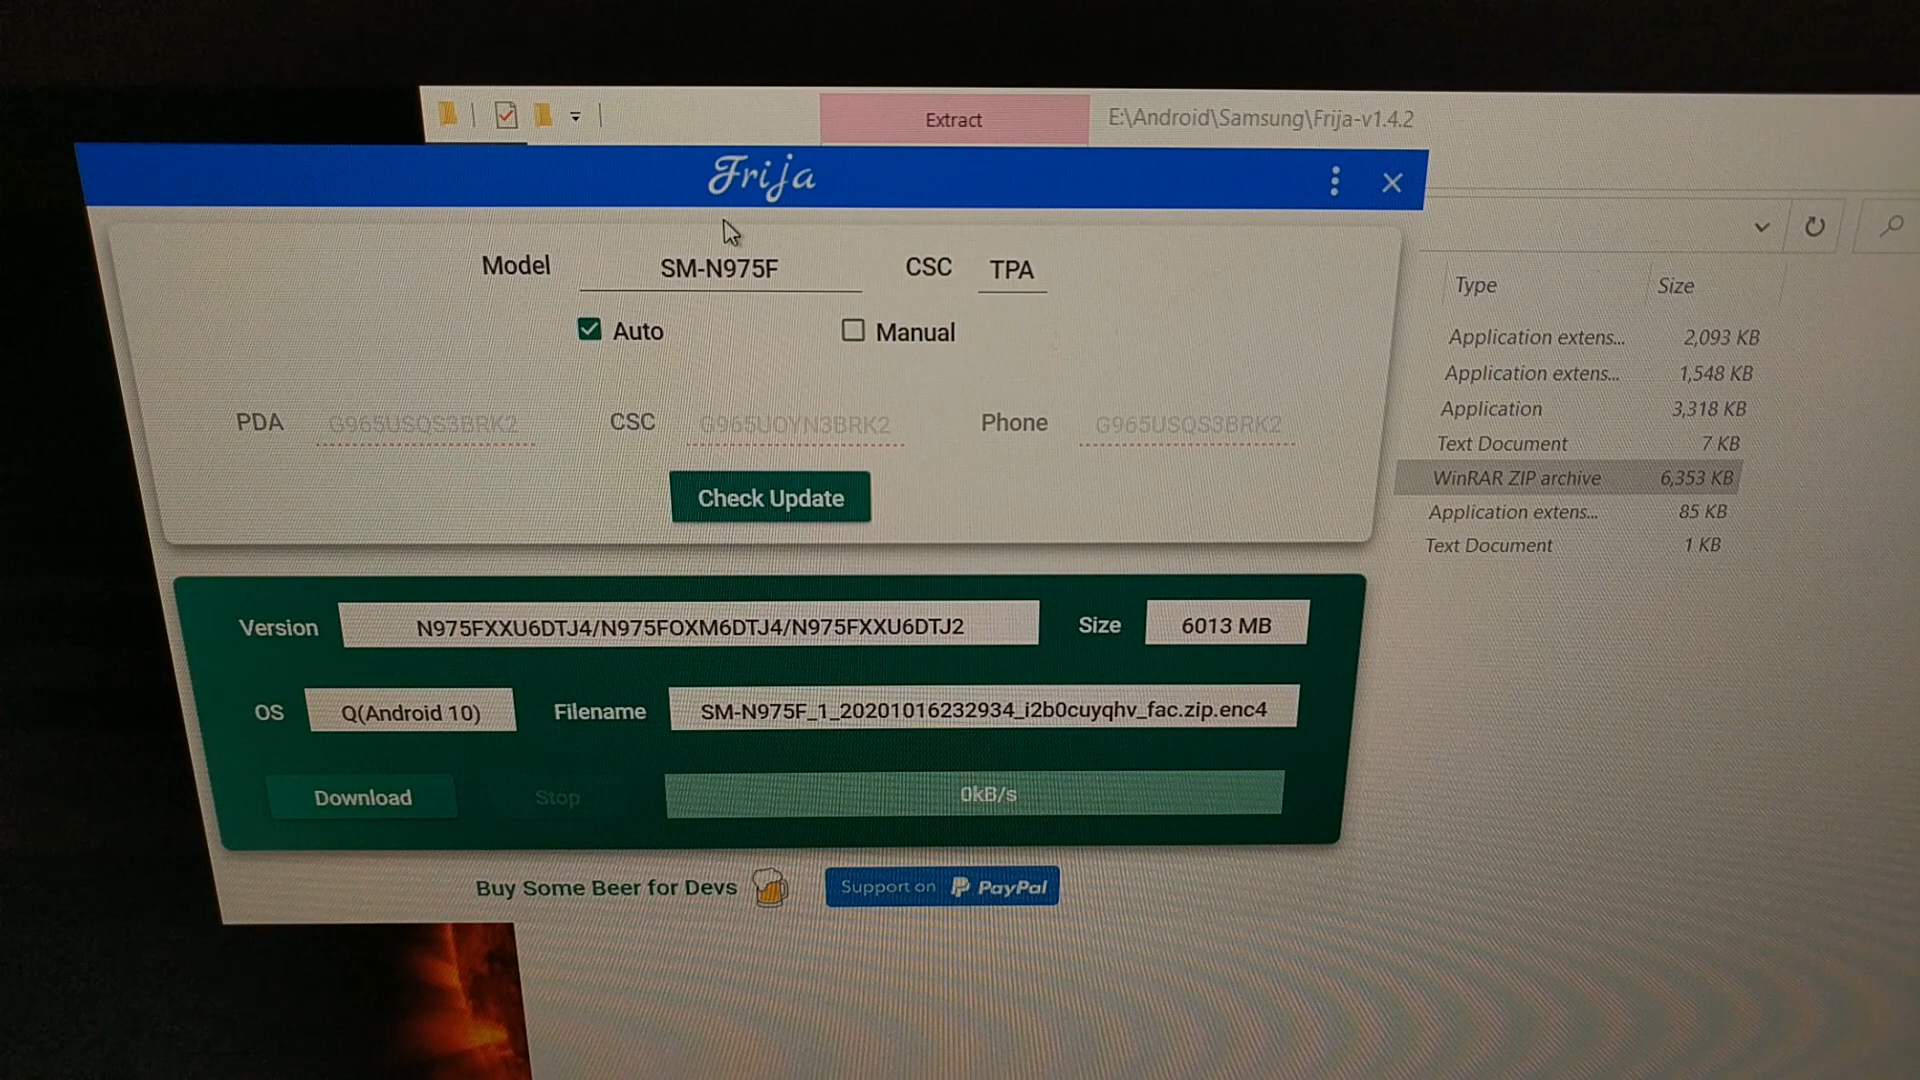 Extract
E:\Android\Samsung\Frija-v1.4.2
Frija
Model SM-N975F CSC TPA
Auto Manual
PDA G965USQS3BRK2 CSC G965UOYN3BRK2 Phone G965USQS3BRK2
Check Update
Version N975FXXU6DTJ4/N975FOXM6DTJ4/N975FXXU6DTJ2 Size 6013 MB
OS Q(Android 10) Filename SM-N975F_1_20201016232934_i2b0cuyqhv_fac.zip.enc4
Download Stop 0kB/s
Buy Some Beer for Devs Support on PayPal
Type Size
Application extens... 2,093 KB
Application extens... 1,548 KB
Application 3,318 KB
Text Document 7 KB
WinRAR ZIP archive 6,353 KB
Application extens... 85 KB
Text Document 1 KB